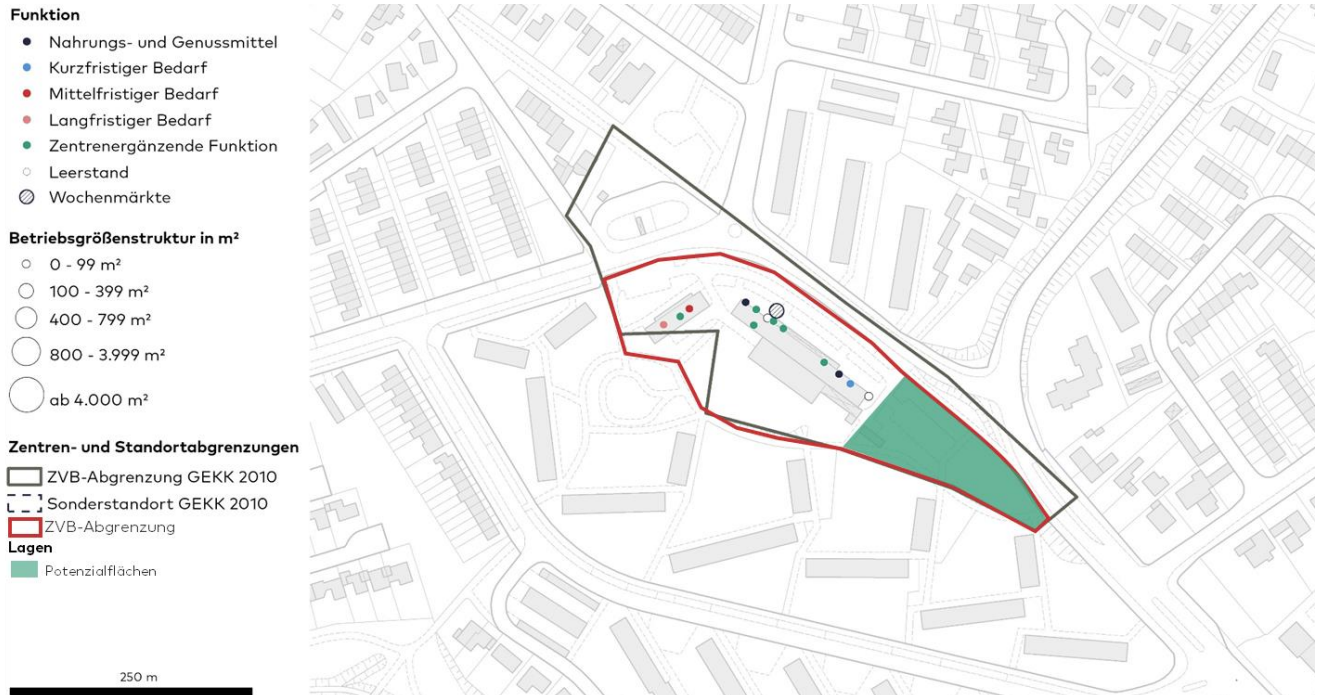 Funktion
Nahrungs- und Genussmittel
Kurzfristiger Bedarf
Mittelfristiger Bedarf
Langfristiger Bedarf
Zentrenergänzende Funktion
Leerstand
Wochenmärkte
Betriebsgrößenstruktur in m²
0 - 99 m²
100 - 399 m²
400 - 799 m²
800 - 3.999 m²
ab 4.000 m²
Zentren- und Standortabgrenzungen
ZVB-Abgrenzung GEKK 2010
Sonderstandort GEKK 2010
ZVB-Abgrenzung
Lagen
Potenzialflächen
250 m